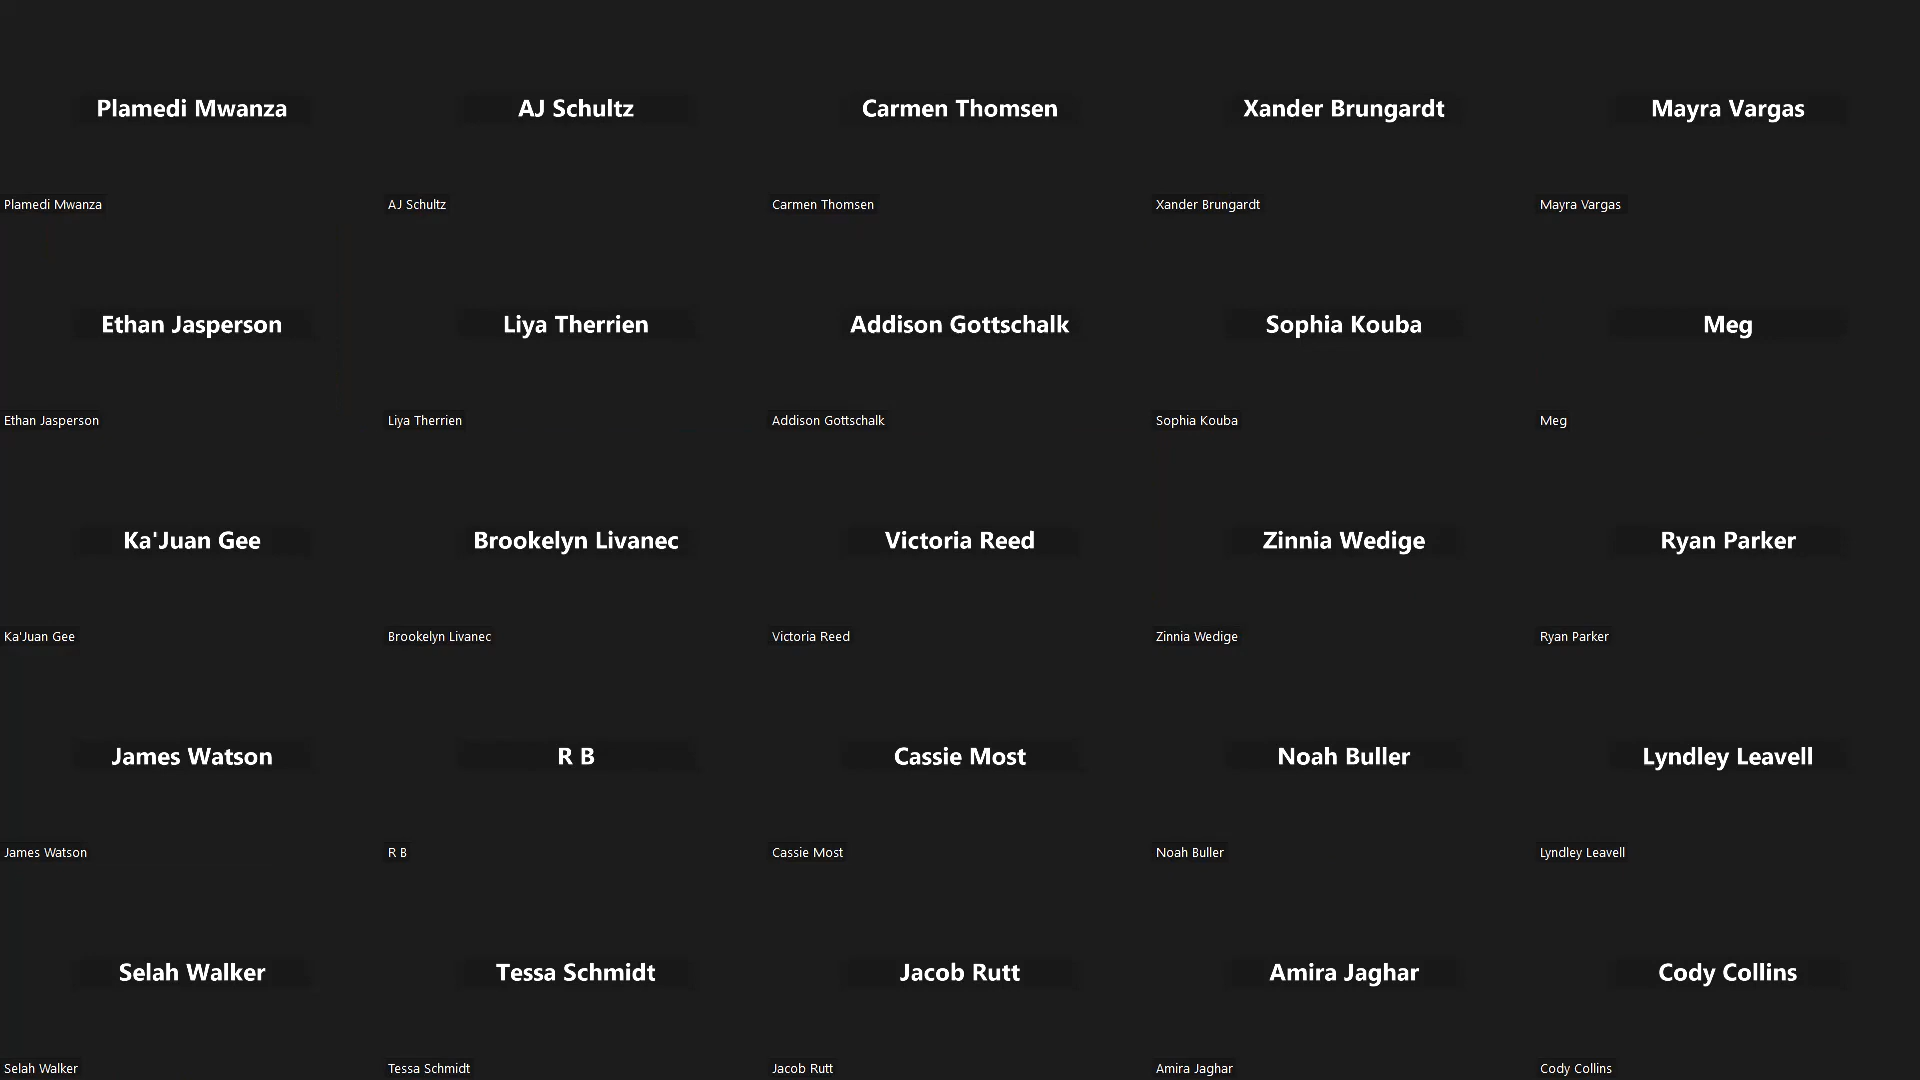 Plamedi Mwanza
AJ Schultz
Carmen Thomsen
Xander Brungardt
Mayra Vargas
Plamedi Mwanza
AJ Schultz
Carmen Thomsen
Xander Brungardt
Mayra Vargas
Ethan Jasperson
Liya Therrien
Addison Gottschalk
Sophia Kouba
Meg
Ethan Jasperson
Liya Therrien
Addison Gottschalk
Sophia Kouba
Meg
Ka'Juan Gee
Brookelyn Livanec
Victoria Reed
Zinnia Wedige
Ryan Parker
Ka'Juan Gee
Brookelyn Livanec
Victoria Reed
Zinnia Wedige
Ryan Parker
James Watson
R B
Cassie Most
Noah Buller
Lyndley Leavell
James Watson
R B
Cassie Most
Noah Buller
Lyndley Leavell
Selah Walker
Tessa Schmidt
Jacob Rutt
Amira Jaghar
Cody Collins
Selah Walker
Tessa Schmidt
Jacob Rutt
Amira Jaghar
Cody Collins